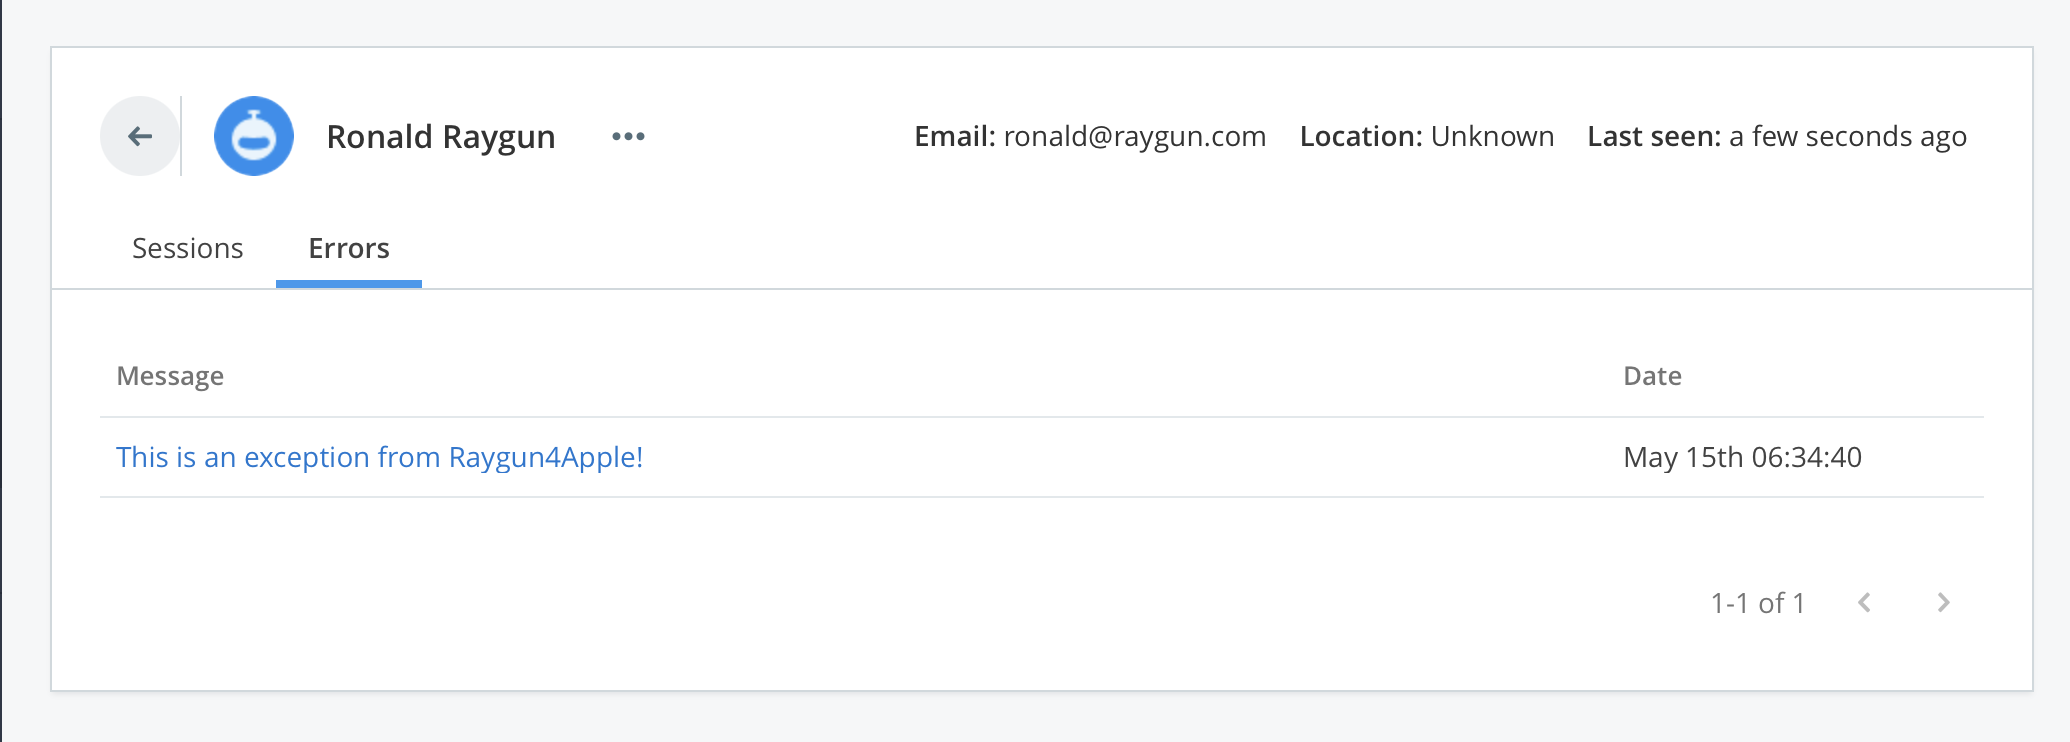 Ronald Raygun
Email: ronald@raygun.com Location: Unknown Last seen: a few seconds ago
Sessions Errors
Message Date
This is an exception from Raygun4Apple! May 15th 06:34:40
1-1 of 1